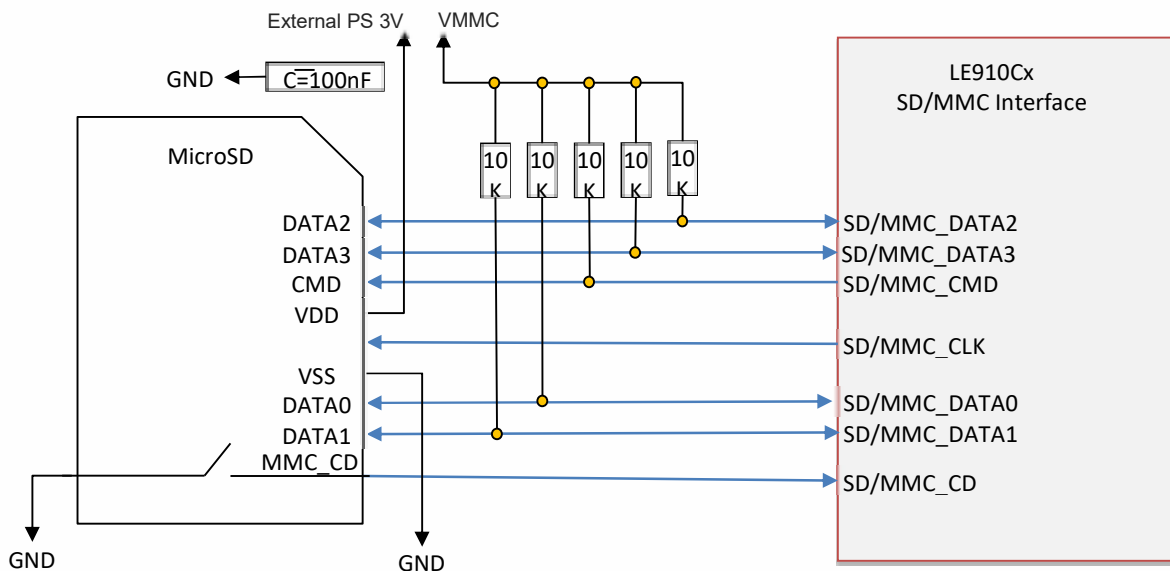 External PS 3V
VMMC
GND
C=100nF
LE910Cx
SD/MMC Interface
MicroSD
10
K
10
K
10
K
10
K
10
K
DATA2
SD/MMC_DATA2
DATA3
SD/MMC_DATA3
CMD
SD/MMC_CMD
VDD
SD/MMC_CLK
VSS
DATA0
SD/MMC_DATA0
DATA1
SD/MMC_DATA1
MMC_CD
SD/MMC_CD
GND
GND